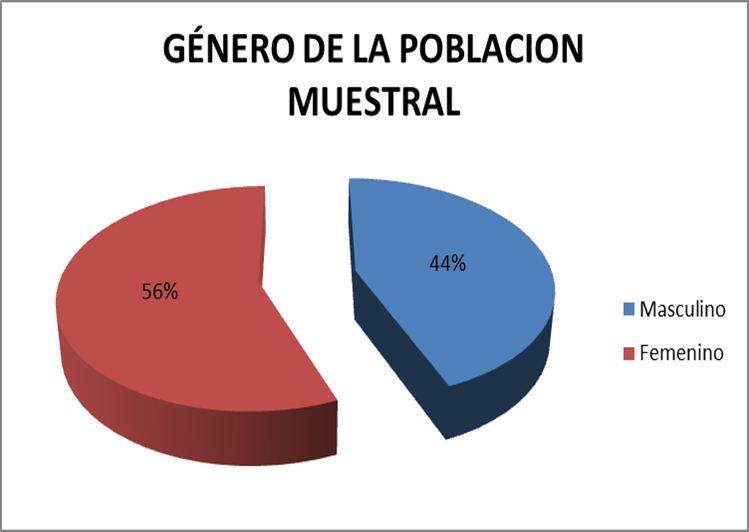 GÉNERO DE LA POBLACION
MUESTRAL
44%
56%
Masculino
Femenino